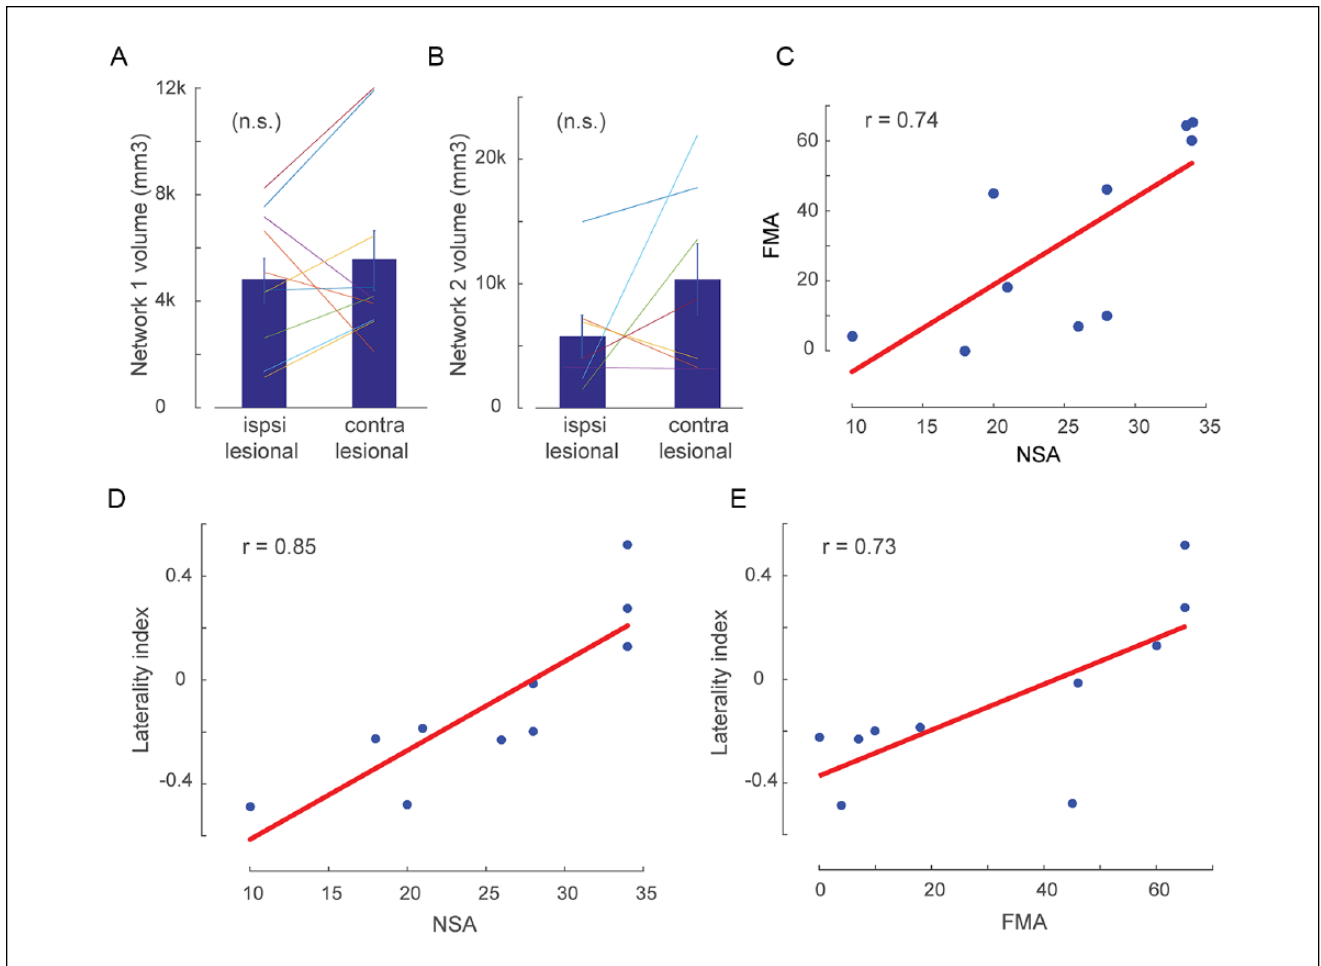 A
B
C
12k
(n.s.)
8k
4k
0
Network 1 volume (mm3)
ispsi
lesional
contra
lesional
(n.s.)
20k
10k
0
Network 2 volume (mm3)
ispsi
lesional
contra
lesional
r = 0.74
60
40
20
0
FMA
10
15
20
25
30
35
NSA
D
E
r = 0.85
0.4
0
-0.4
Laterality index
10
15
20
25
30
35
NSA
r = 0.73
0.4
0
-0.4
Laterality index
0
20
40
60
FMA